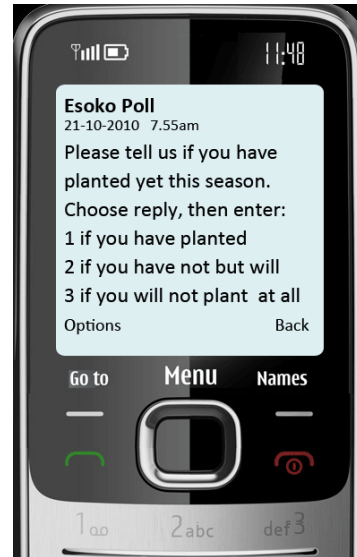 11:48
Esoko Poll
21-10-2010 7.55am
Please tell us if you have
planted yet this season.
Choose reply, then enter:
1 if you have planted
2 if you have not but will
3 if you will not plant at all
Options Back
Go to Menu Names
1 2abc def3